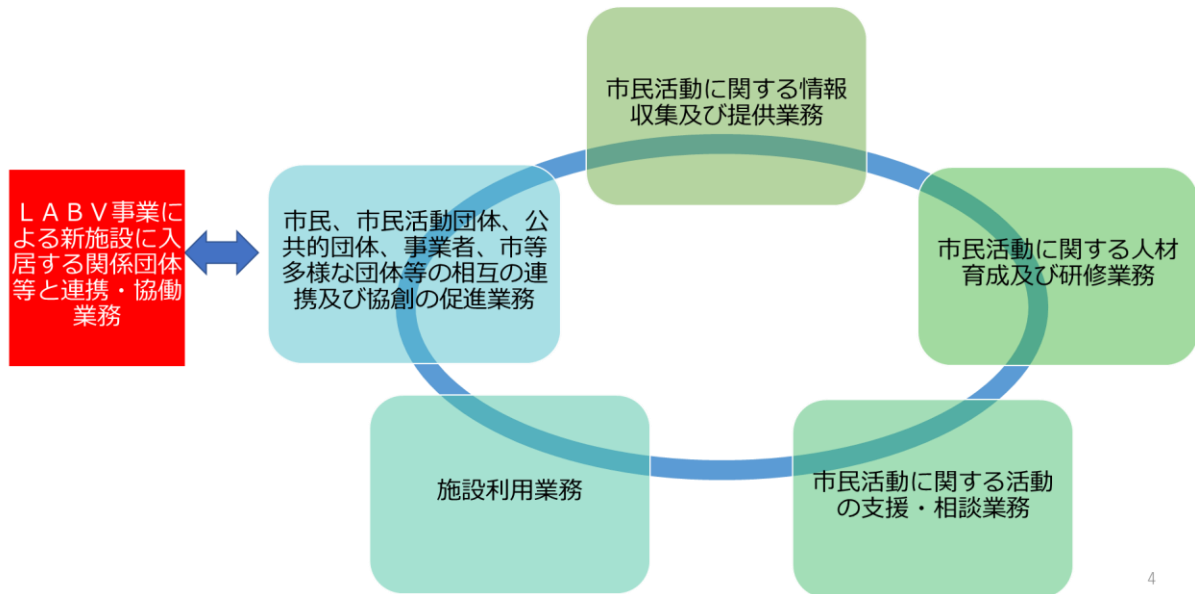 市民活動に関する情報
収集及び提供業務
ＬＡＢＶ事業に
よる新施設に入
居する関係団体
等と連携・協働
業務
市民、市民活動団体、公
共的団体、事業者、市等
多様な団体等の相互の連
携及び協創の促進業務
市民活動に関する人材
育成及び研修業務
施設利用業務
市民活動に関する活動
の支援・相談業務
4